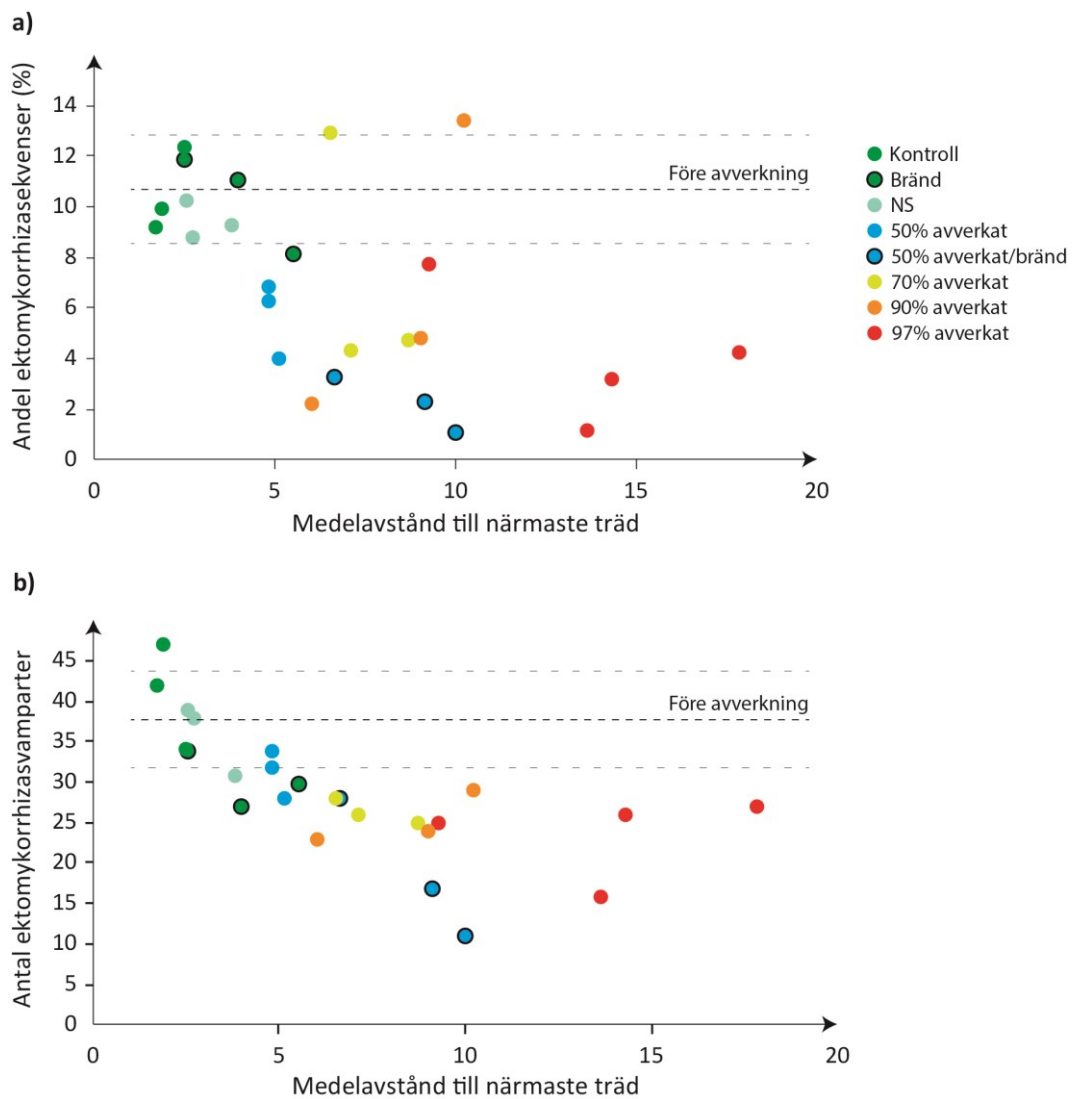 a)
Andel ektomykorrhizasekvenser (%)
14
12
10
8
6
4
2
0
Före avverkning
0 5 10 15 20
Medelavstånd till närmaste träd
Kontroll
Bränd
NS
50% avverkat
50% avverkat/bränd
70% avverkat
90% avverkat
97% avverkat
b)
Antal ektomykorrhizasvamparter
45
40
35
30
25
20
15
10
5
0
Före avverkning
0 5 10 15 20
Medelavstånd till närmaste träd